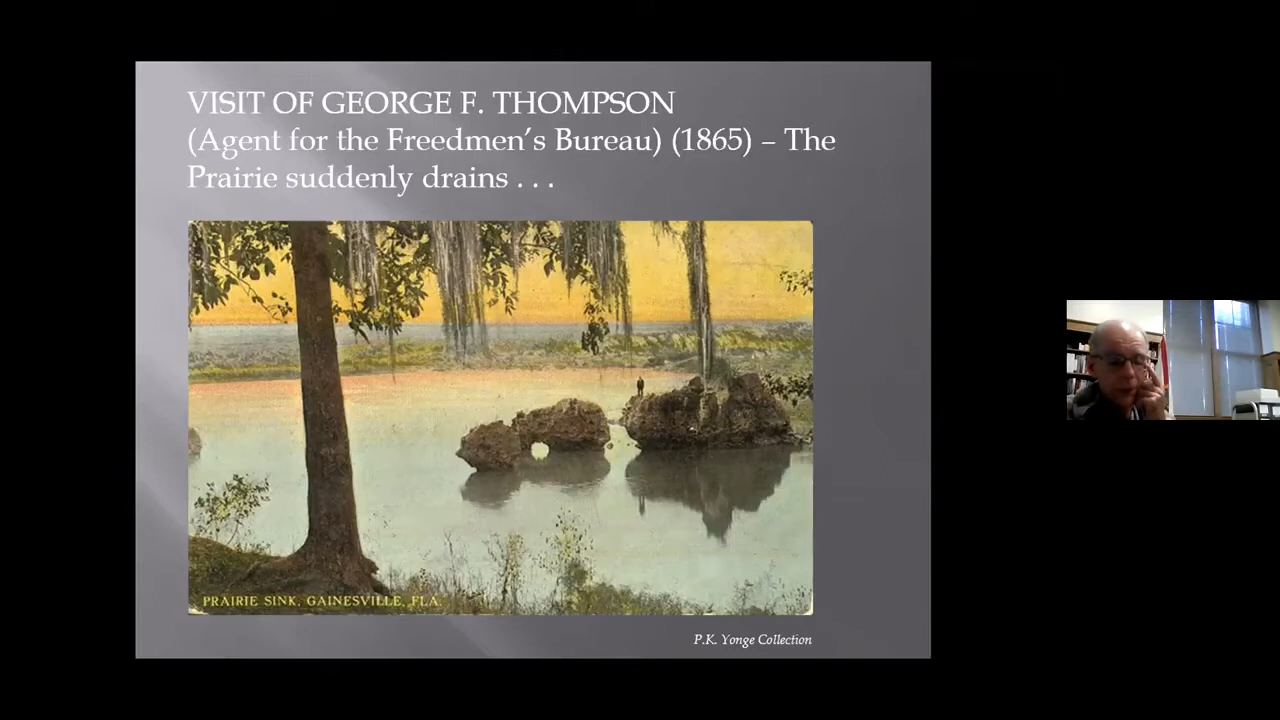 VISIT OF GEORGE F. THOMPSON
(Agent for the Freedmen’s Bureau) (1865) – The
Prairie suddenly drains . . .
PRAIRIE SINK, GAINESVILLE, FLA.
P.K. Yonge Collection